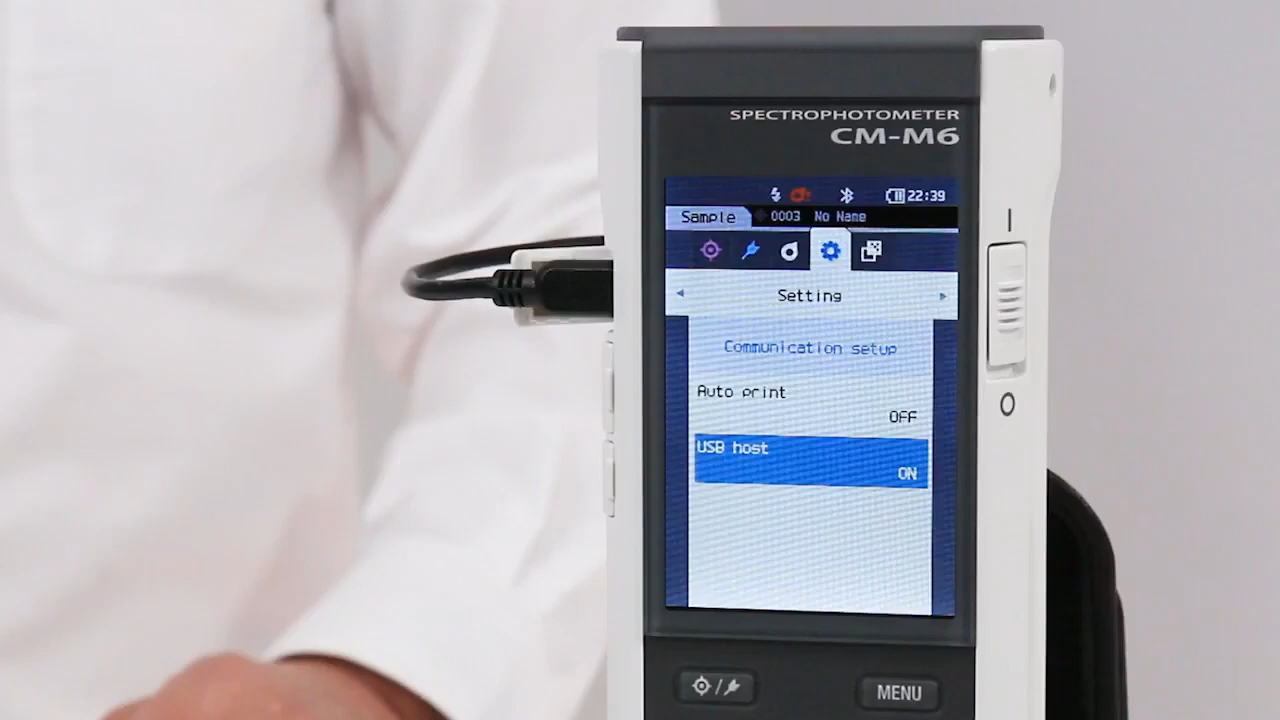 SPECTROPHOTOMETER
CM-M6
22:39
Sample 0003 No Name
Setting
Communication setup
Auto print
OFF
USB host
ON
MENU